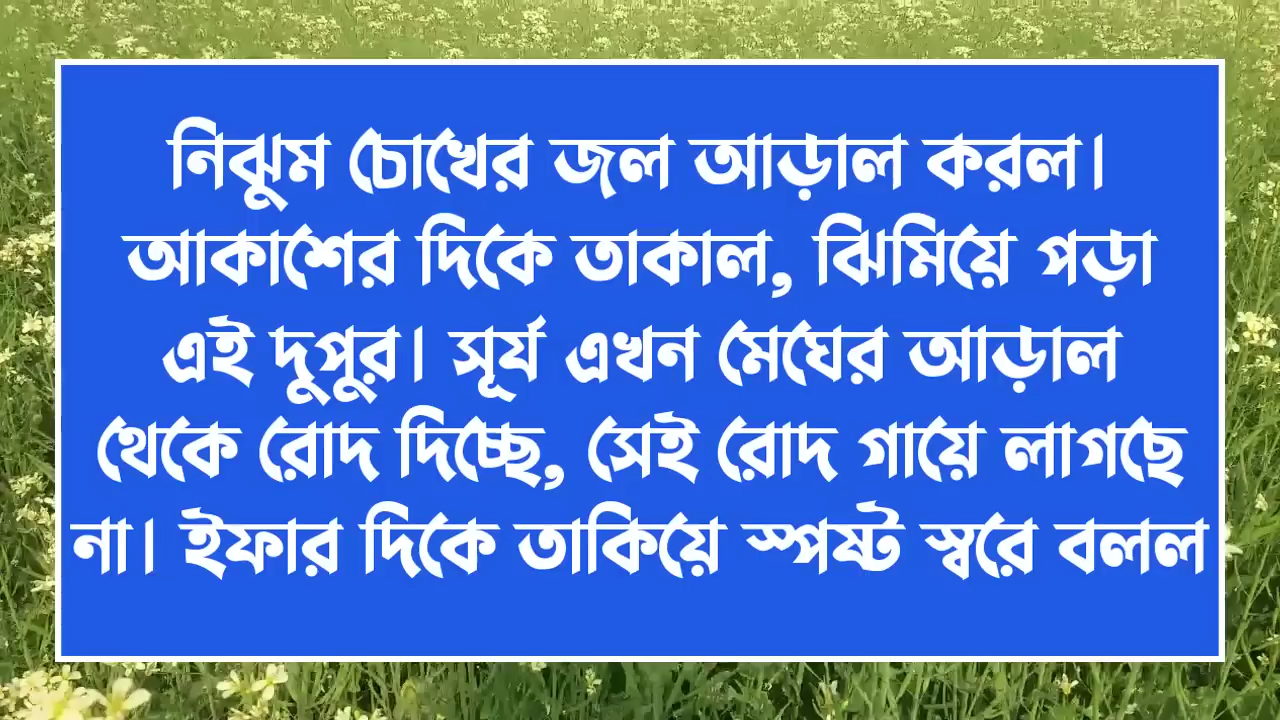 নিঝুম চোখের জল আড়াল করল।
আকাশের দিকে তাকাল, ঝিমিয়ে পড়া
এই দুপুর। সূর্য এখন মেঘের আড়াল
থেকে রোদ দিচ্ছে, সেই রোদ গায়ে লাগছে
না। ইফার দিকে তাকিয়ে স্পষ্ট স্বরে বলল